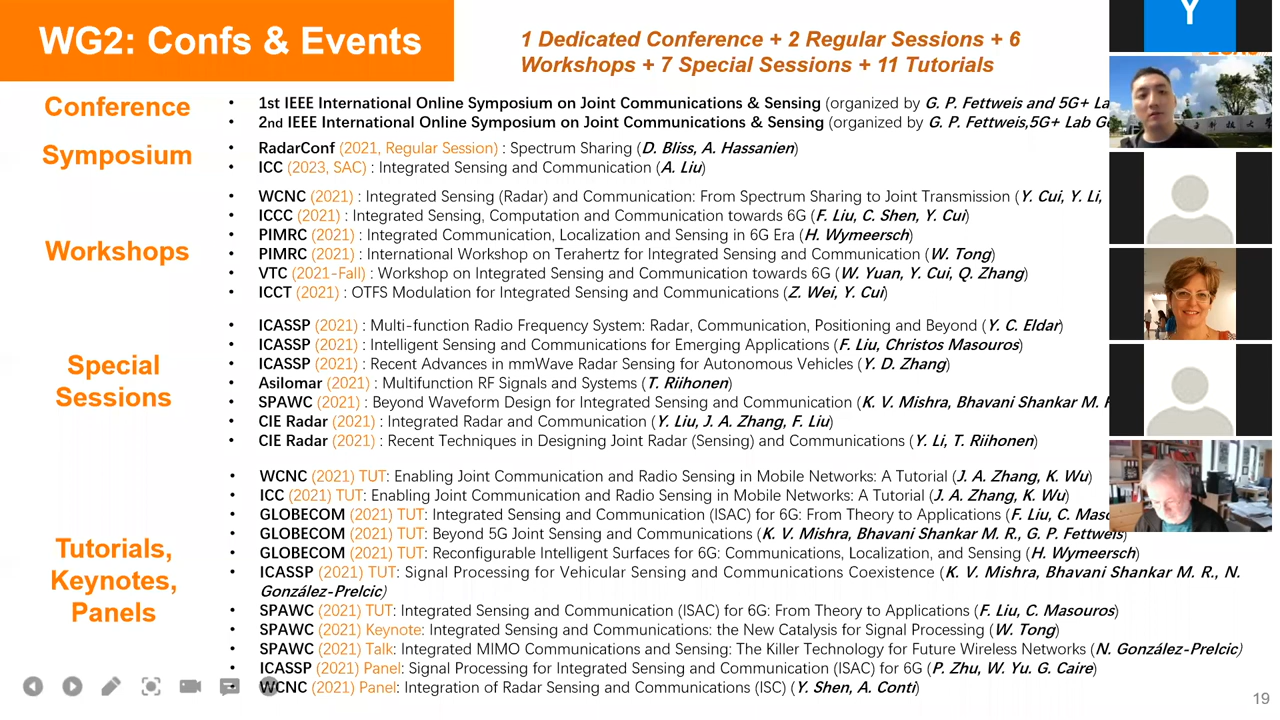 WG2: Confs & Events
1 Dedicated Conference + 2 Regular Sessions + 6
Workshops + 7 Special Sessions + 11 Tutorials
Y
Conference
• 1st IEEE International Online Symposium on Joint Communications & Sensing (organized by G. P. Fettweis and 5G+ La
• 2nd IEEE International Online Symposium on Joint Communications & Sensing (organized by G. P. Fettweis,5G+ Lab G
Symposium
• RadarConf (2021, Regular Session) : Spectrum Sharing (D. Bliss, A. Hassanien)
• ICC (2023, SAC) : Integrated Sensing and Communication (A. Liu)
Workshops
• WCNC (2021) : Integrated Sensing (Radar) and Communication: From Spectrum Sharing to Joint Transmission (Y. Cui, Y. Li,
• ICCC (2021) : Integrated Sensing, Computation and Communication towards 6G (F. Liu, C. Shen, Y. Cui)
• PIMRC (2021) : Integrated Communication, Localization and Sensing in 6G Era (H. Wymeersch)
• PIMRC (2021) : International Workshop on Terahertz for Integrated Sensing and Communication (W. Tong)
• VTC (2021-Fall) : Workshop on Integrated Sensing and Communication towards 6G (W. Yuan, Y. Cui, Q. Zhang)
• ICCT (2021) : OTFS Modulation for Integrated Sensing and Communications (Z. Wei, Y. Cui)
Special
Sessions
• ICASSP (2021) : Multi-function Radio Frequency System: Radar, Communication, Positioning and Beyond (Y. C. Eldar)
• ICASSP (2021) : Intelligent Sensing and Communications for Emerging Applications (F. Liu, Christos Masouros)
• ICASSP (2021) : Recent Advances in mmWave Radar Sensing for Autonomous Vehicles (Y. D. Zhang)
• Asilomar (2021) : Multifunction RF Signals and Systems (T. Riihonen)
• SPAWC (2021) : Beyond Waveform Design for Integrated Sensing and Communication (K. V. Mishra, Bhavani Shankar M.
• CIE Radar (2021) : Integrated Radar and Communication (Y. Liu, J. A. Zhang, F. Liu)
• CIE Radar (2021) : Recent Techniques in Designing Joint Radar (Sensing) and Communications (Y. Li, T. Riihonen)
Tutorials,
Keynotes,
Panels
• WCNC (2021) TUT: Enabling Joint Communication and Radio Sensing in Mobile Networks: A Tutorial (J. A. Zhang, K. Wu)
• ICC (2021) TUT: Enabling Joint Communication and Radio Sensing in Mobile Networks: A Tutorial (J. A. Zhang, K. Wu)
• GLOBECOM (2021) TUT: Integrated Sensing and Communication (ISAC) for 6G: From Theory to Applications (F. Liu, C. Maso
• GLOBECOM (2021) TUT: Beyond 5G Joint Sensing and Communications (K. V. Mishra, Bhavani Shankar M. R., G. P. Fettweis)
• GLOBECOM (2021) TUT: Reconfigurable Intelligent Surfaces for 6G: Communications, Localization, and Sensing (H. Wymeersch)
• ICASSP (2021) TUT: Signal Processing for Vehicular Sensing and Communications Coexistence (K. V. Mishra, Bhavani Shankar M. R., N.
González-Prelcic)
• SPAWC (2021) TUT: Integrated Sensing and Communication (ISAC) for 6G: From Theory to Applications (F. Liu, C. Masouros)
• SPAWC (2021) Keynote: Integrated Sensing and Communications: the New Catalysis for Signal Processing (W. Tong)
• SPAWC (2021) Talk: Integrated MIMO Communications and Sensing: The Killer Technology for Future Wireless Networks (N. González-Prelcic)
• ICASSP (2021) Panel: Signal Processing for Integrated Sensing and Communication (ISAC) for 6G (P. Zhu, W. Yu. G. Caire)
• WCNC (2021) Panel: Integration of Radar Sensing and Communications (ISC) (Y. Shen, A. Conti)
19